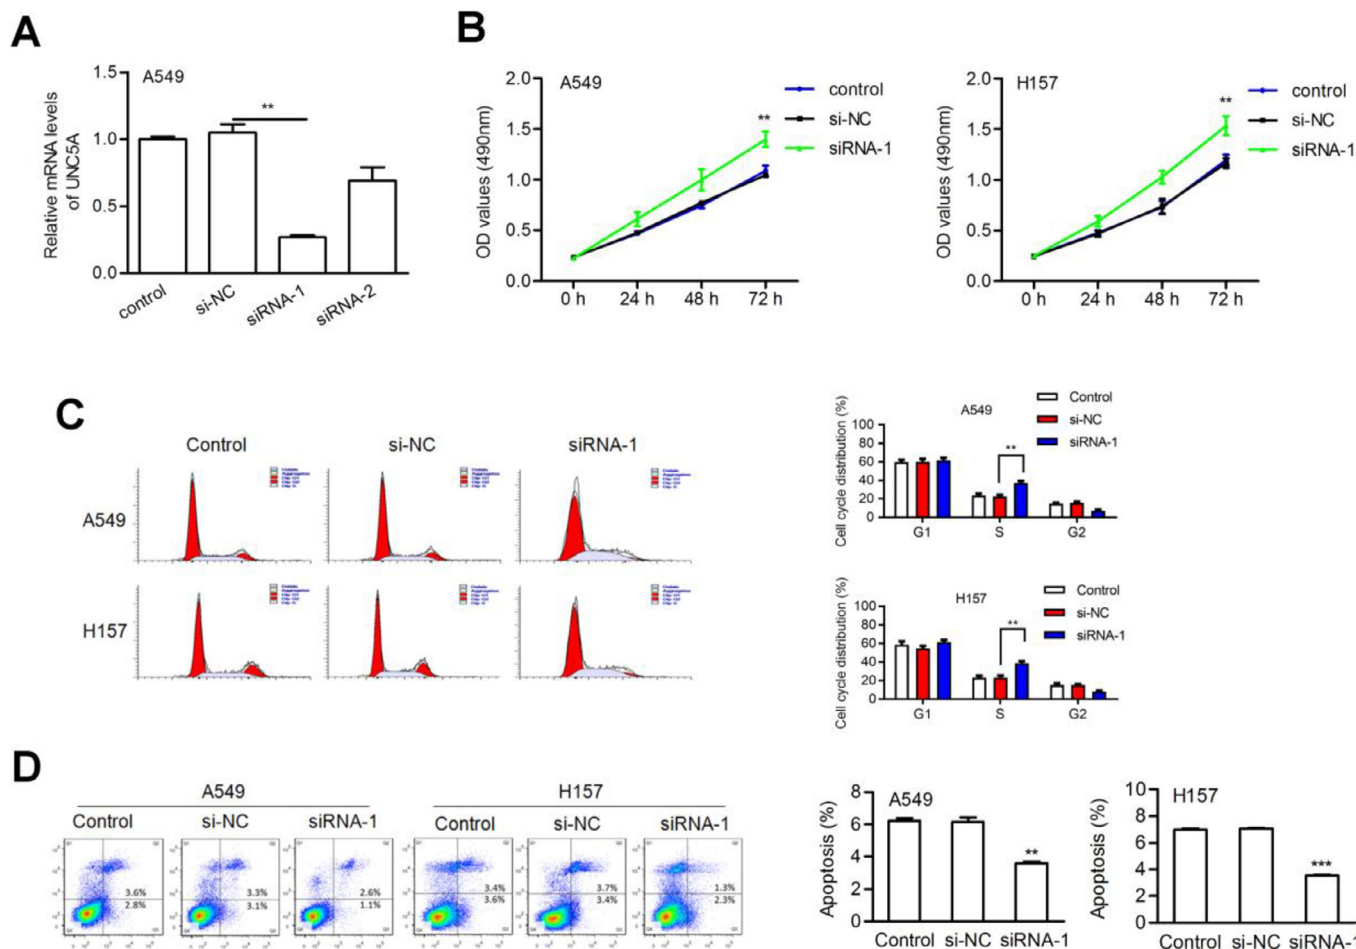 A
A549
Relative mRNA levels
of UNC5A
1.5
1.0
0.5
0.0
**
control
si-NC
siRNA-1
siRNA-2
B
A549
OD values (490nm)
2.0
1.5
1.0
0.5
0.0
**
0 h
24 h
48 h
72 h
control
si-NC
siRNA-1
H157
OD values (490nm)
2.0
1.5
1.0
0.5
0.0
**
0 h
24 h
48 h
72 h
control
si-NC
siRNA-1
C
Control
si-NC
siRNA-1
A549
H157
A549
Control
si-NC
siRNA-1
Cell cycle distribution (%)
100
80
60
40
20
0
**
G1
S
G2
H157
Control
si-NC
siRNA-1
Cell cycle distribution (%)
100
80
60
40
20
0
**
G1
S
G2
D
A549
H157
Control
si-NC
siRNA-1
Control
si-NC
siRNA-1
3.6%
2.8%
3.3%
3.1%
2.6%
1.1%
3.4%
3.6%
3.7%
3.4%
1.3%
2.3%
A549
Apoptosis (%)
8
6
4
2
0
**
Control
si-NC
siRNA-1
H157
Apoptosis (%)
10
8
6
4
2
0
***
Control
si-NC
siRNA-1